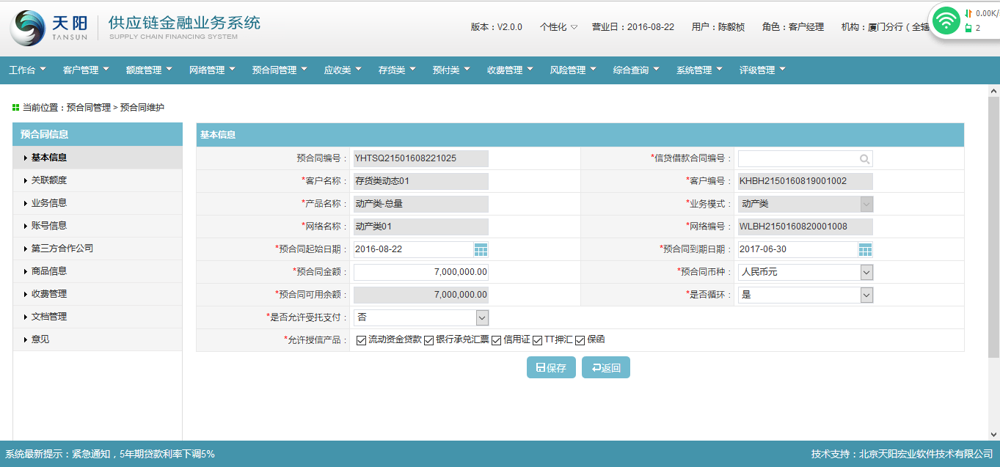 天阳
TANSUN
供应链金融业务系统
SUPPLY CHAIN FINANCING SYSTEM
版本：V2.0.0 个性化 营业日：2016-08-22 用户：陈毅桢 角色：客户经理 机构：厦门分行（全辖
0.00K/
2
工作台 客户管理 额度管理 网络管理 预合同管理 应收类 存货类 预付类 收费管理 风险管理 综合查询 系统管理 评级管理
当前位置：预合同管理 > 预合同维护
预合同信息
基本信息
关联额度
业务信息
账号信息
第三方合作公司
商品信息
收费管理
文档管理
意见
基本信息
预合同编号： YHTSQ21501608221025 *信贷借款合同编号：
*客户名称： 存货类动态01 *客户编号： KHBH2150160819001002
*产品名称： 动产类-总量 *业务模式： 动产类
*网络名称： 动产类01 *网络编号： WLBH2150160820001008
*预合同起始日期： 2016-08-22 *预合同到期日期： 2017-06-30
*预合同金额： 7,000,000.00 *预合同币种： 人民币元
*预合同可用余额： 7,000,000.00 *是否循环： 是
*是否允许受托支付： 否
*允许授信产品： 流动资金贷款 银行承兑汇票 信用证 TT押汇 保函
保存 返回
系统最新提示：紧急通知，5年期贷款利率下调5% 技术支持：北京天阳宏业软件技术有限公司